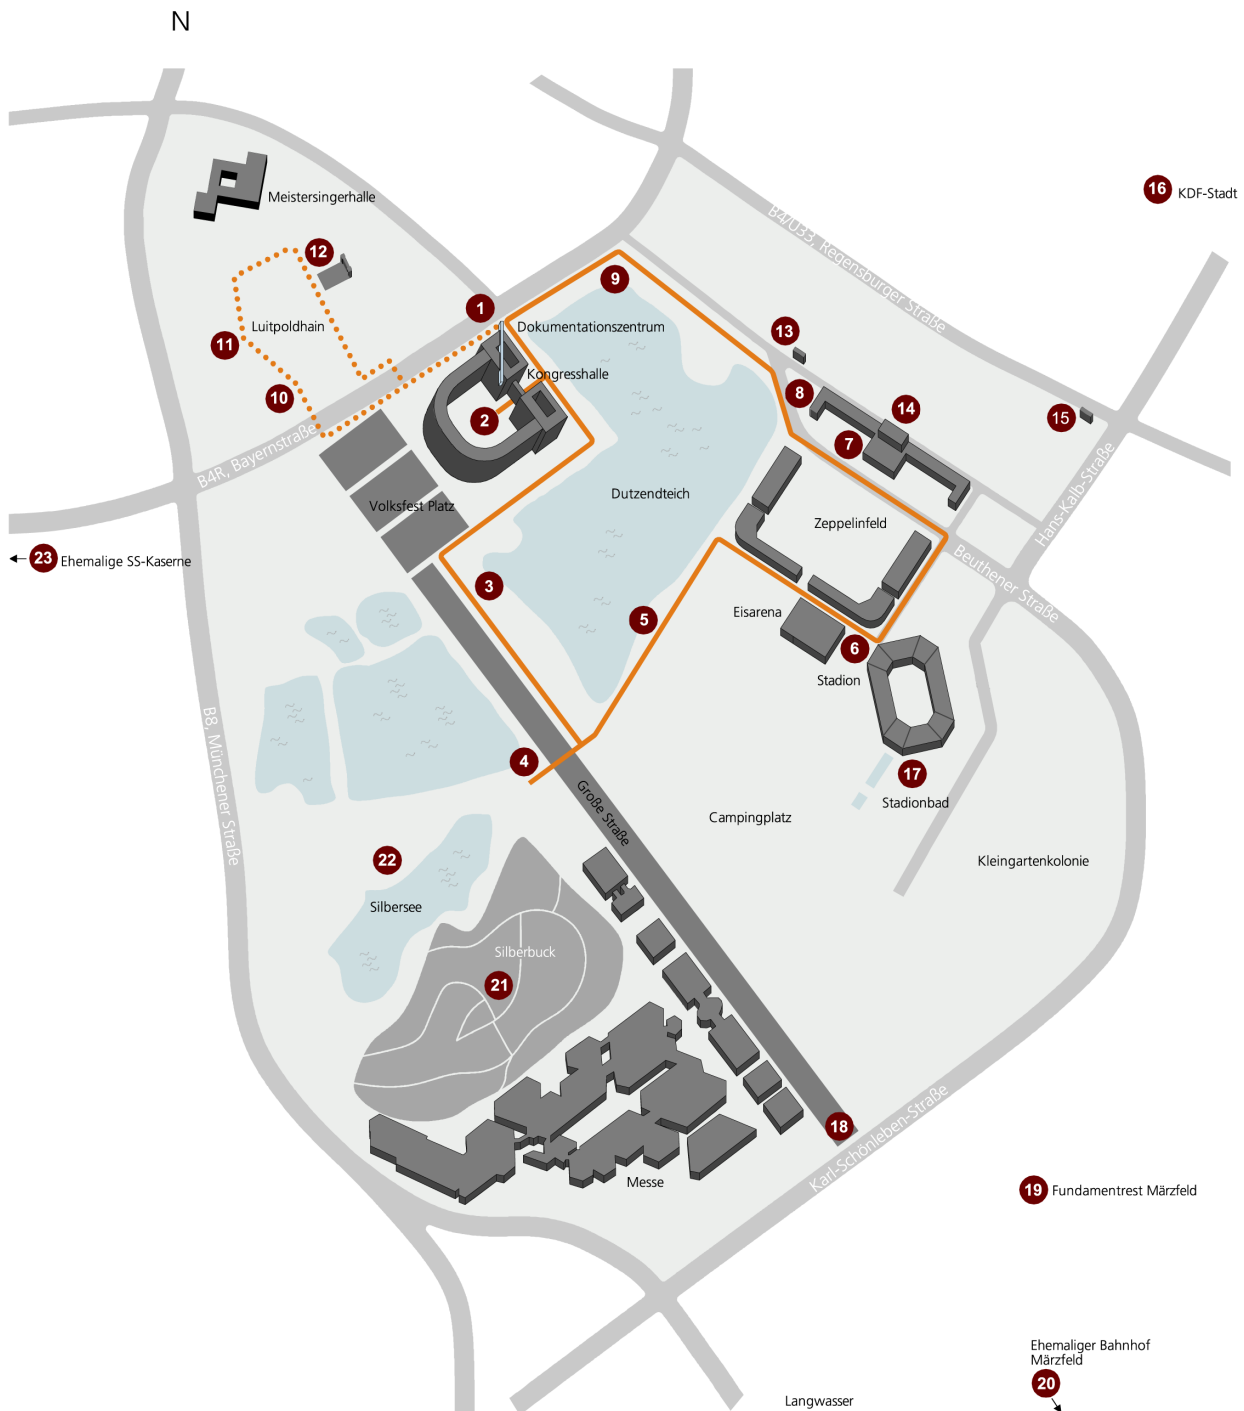 N
16 KDF-Stadt
Meistersingerhalle
B4/U33, Regensburger Straße
12
9
1
Luitpoldhain
Dokumentationszentrum
13
11
Kongresshalle
8
10
14
15
2
7
B4R, Bayernstraße
Dutzendteich
Hans-Kalb-Straße
Volksfest Platz
Zeppelinfeld
23 Ehemalige SS-Kaserne
3
Beuthener Straße
5
Eisarena
6
Stadion
B8, Münchener Straße
4
17
Stadionbad
Große Straße
Campingplatz
22
Kleingartenkolonie
Silbersee
Silberbuck
21
18
Karl-Schönleben-Straße
Messe
19 Fundamentrest Märzfeld
Ehemaliger Bahnhof
Märzfeld
20
Langwasser